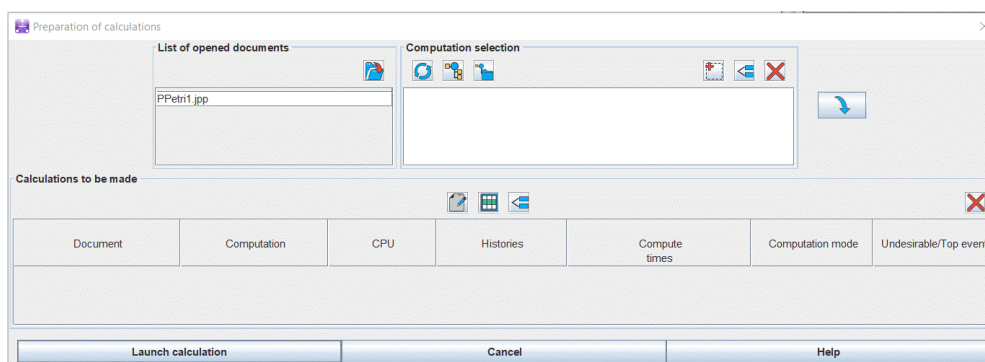 Preparation of calculations
List of opened documents
Computation selection
PPetri1.jpp
Calculations to be made
Document
Computation
CPU
Histories
Compute
times
Computation mode
Undesirable/Top event
Launch calculation
Cancel
Help